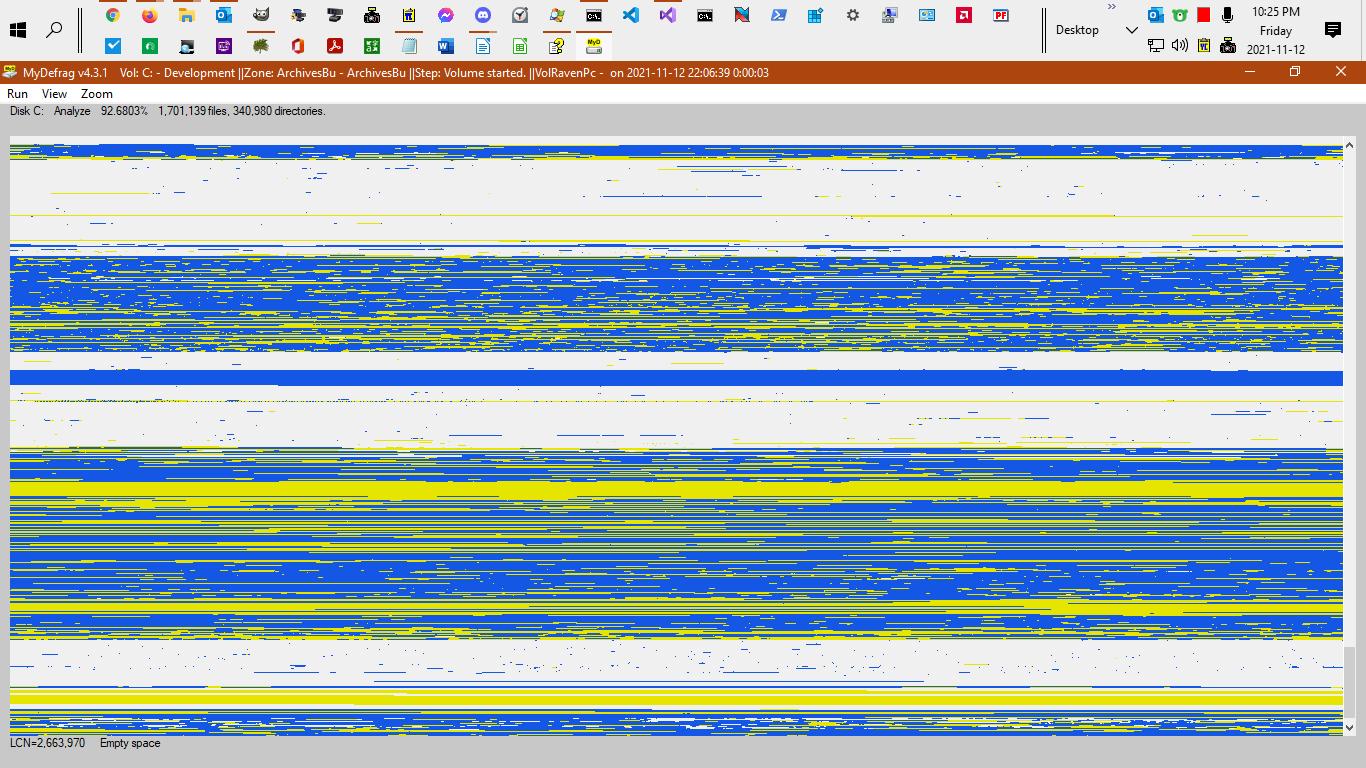 10:25 PM
Desktop
Friday
2021-11-12
MyDefrag v4.3.1 Vol: C: - Development ||Zone: ArchivesBu - ArchivesBu ||Step: Volume started. ||VolRavenPc - on 2021-11-12 22:06:39 0:00:03
Run View Zoom
Disk C: Analyze 92.6803% 1,701,139 files, 340,980 directories.
LCN=2,663,970 Empty space